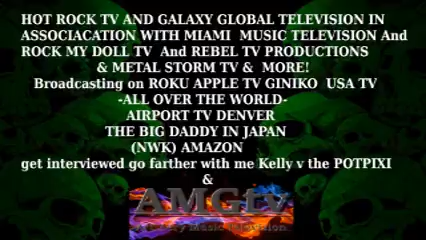 HOT ROCK TV AND GALAXY GLOBAL TELEVISION IN
ASSOCIACATION WITH MIAMI MUSIC TELEVISION And
ROCK MY DOLL TV And REBEL TV PRODUCTIONS
& METAL STORM TV & MORE!
Broadcasting on ROKU APPLE TV GINIKO USA TV
-ALL OVER THE WORLD-
AIRPORT TV DENVER
THE BIG DADDY IN JAPAN
(NWK) AMAZON
get interviewed go farther with me Kelly v the POTPIXI
&
AMGtv
Music Television